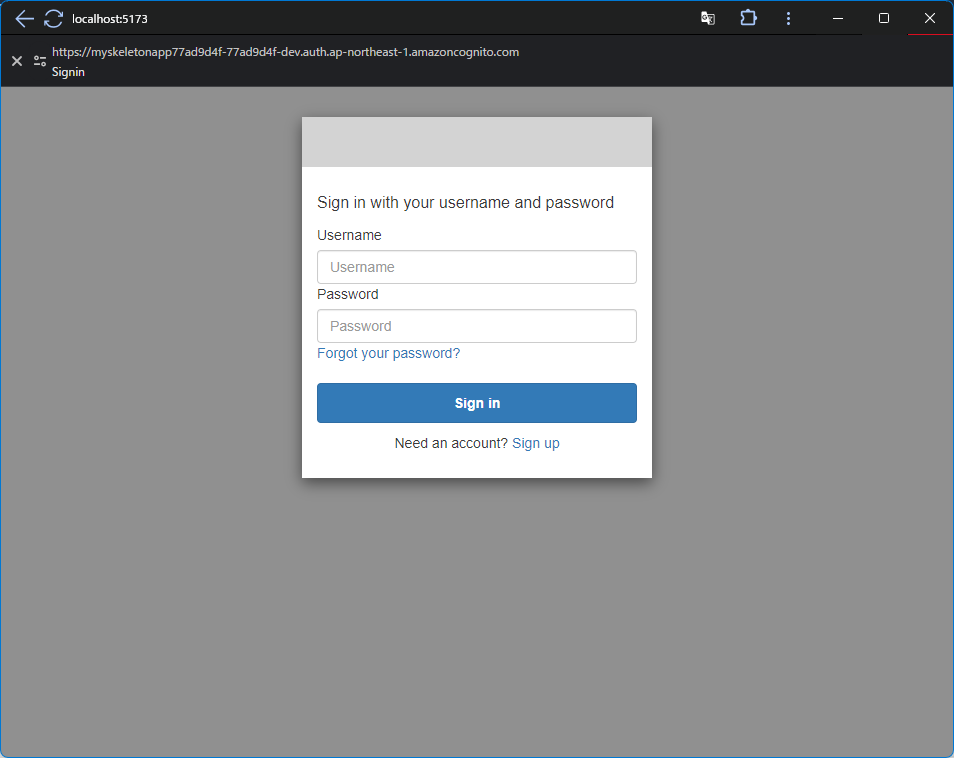 localhost:5173
https://myskeletonapp77ad9d4f-77ad9d4f-dev.auth.ap-northeast-1.amazoncognito.com
Signin
Sign in with your username and password
Username
Username
Password
Password
Forgot your password?
Sign in
Need an account? Sign up